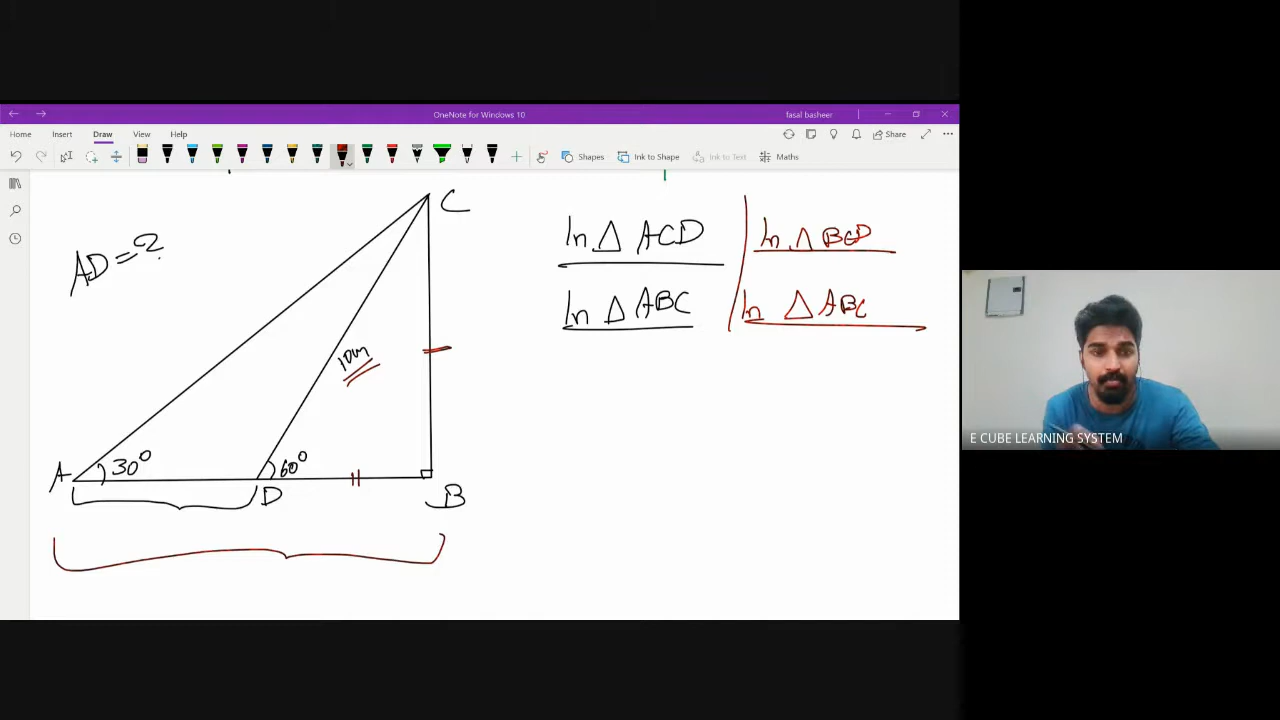 OneNote for Windows 10
fasal basheer
Home Insert Draw View Help
Share
Shapes
Ink to Shape
Ink to Text
Maths
AD = ?
C
10cm
A
30°
60°
D
B
In Δ ACD
In Δ ABC
In Δ BCD
In Δ ABC
E CUBE LEARNING SYSTEM